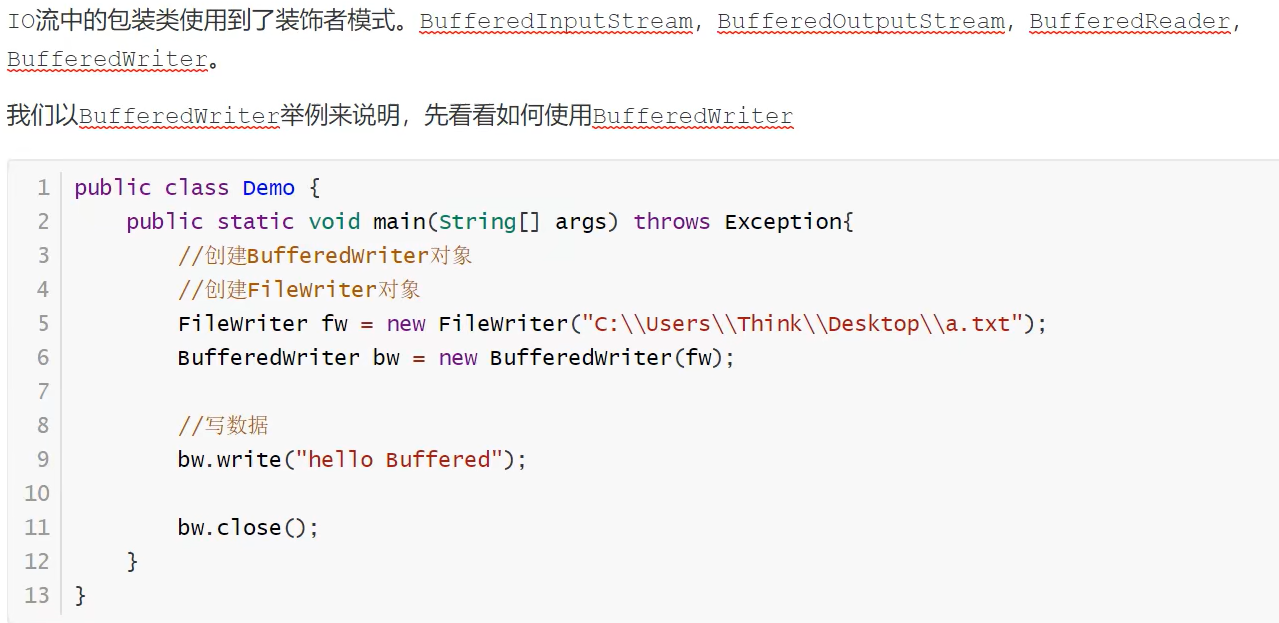 IO流中的包装类使用到了装饰者模式。BufferedInputStream，BufferedOutputStream，BufferedReader，
BufferedWriter。
我们以BufferedWriter举例来说明，先看看如何使用BufferedWriter
1 public class Demo {
2     public static void main(String[] args) throws Exception{
3         //创建BufferedWriter对象
4         //创建FileWriter对象
5         FileWriter fw = new FileWriter("C:\\Users\\Think\\Desktop\\a.txt");
6         BufferedWriter bw = new BufferedWriter(fw);
7
8         //写数据
9         bw.write("hello Buffered");
10
11         bw.close();
12     }
13 }